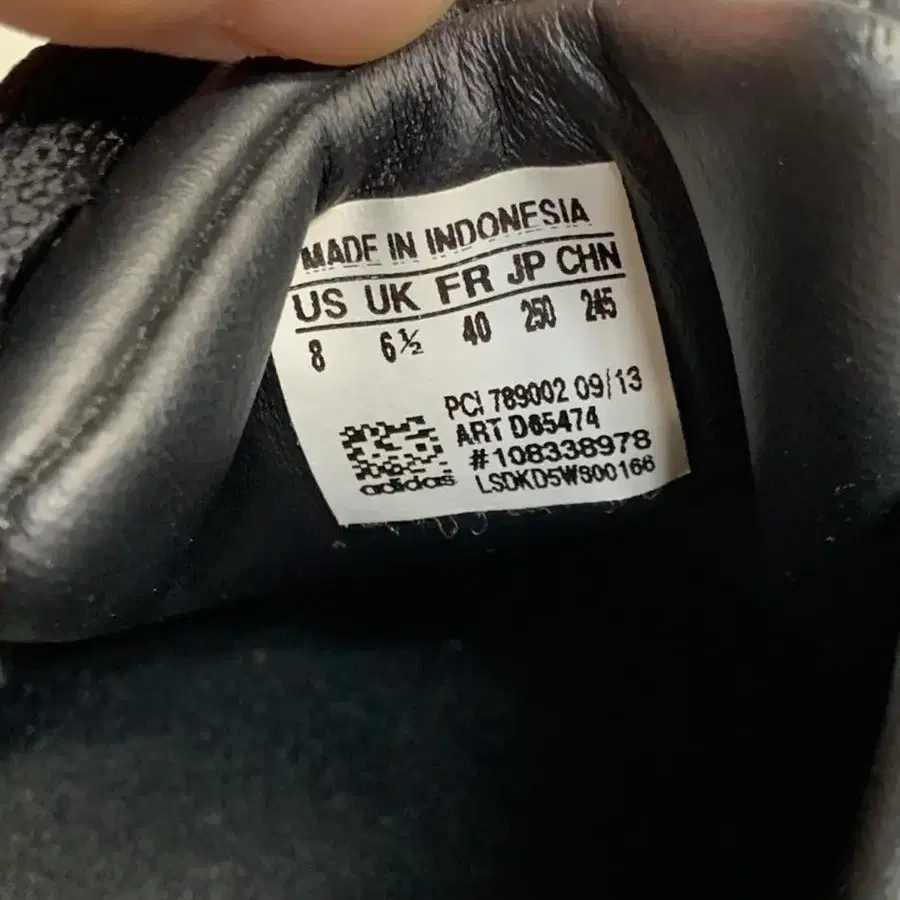 MADE IN INDONESIA
US UK FR JP CHN
8 6½ 40 250 245
PCI 789002 09/13
ART D65474
#108338978
LSDKD5W800166
adidas